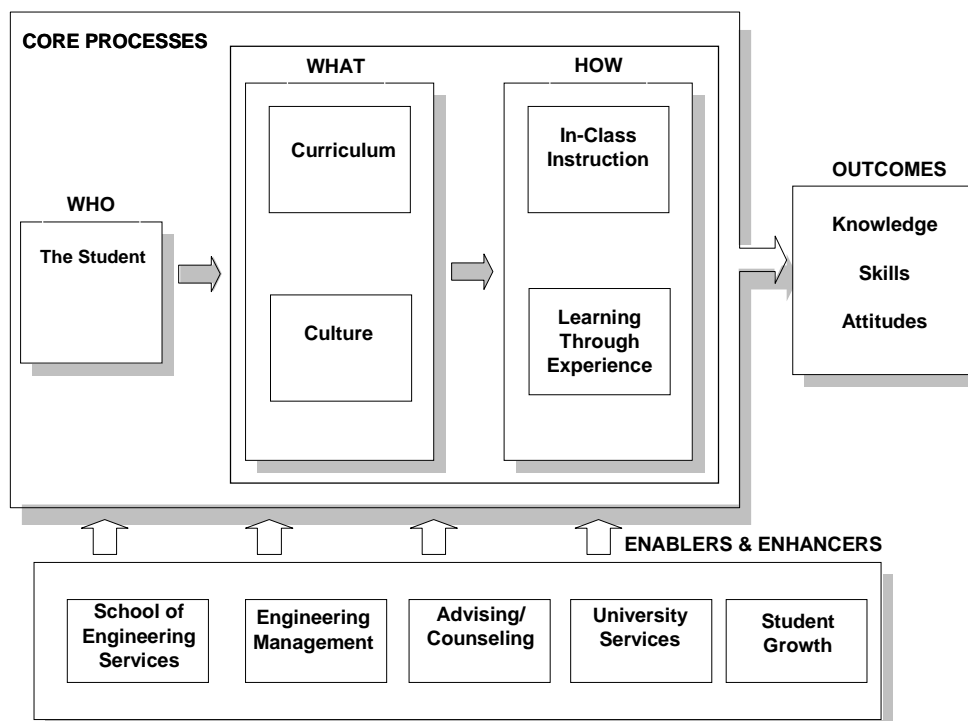 CORE PROCESSES
WHO
The Student
WHAT
Curriculum
Culture
HOW
In-Class
Instruction
Learning
Through
Experience
OUTCOMES
Knowledge
Skills
Attitudes
ENABLERS & ENHANCERS
School of
Engineering
Services
Engineering
Management
Advising/
Counseling
University
Services
Student
Growth